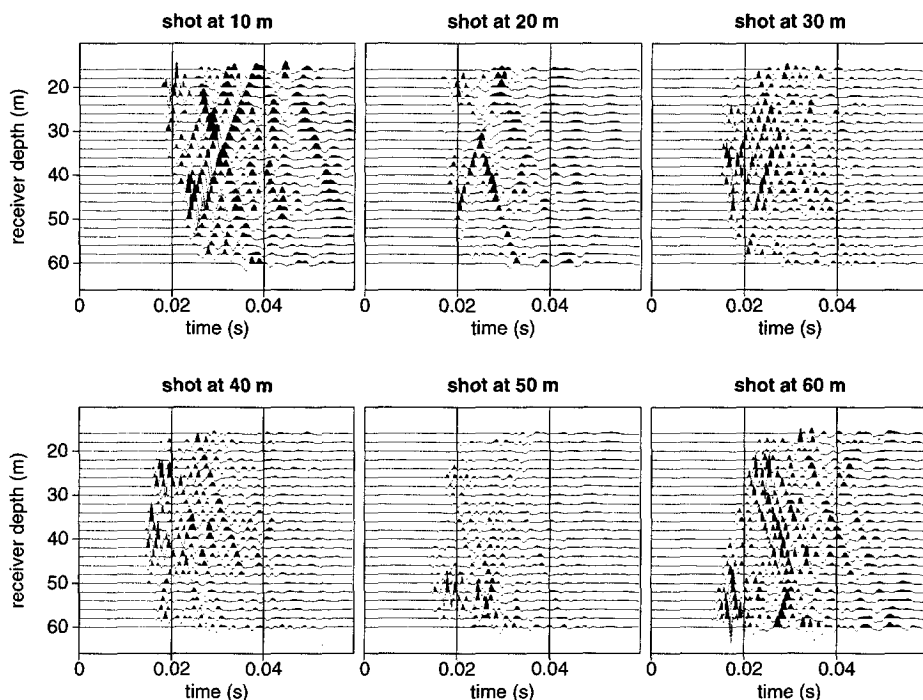 shot at 10 m
shot at 20 m
shot at 30 m
receiver depth (m)
20
30
40
50
60
0
0.02
0.04
0
0.02
0.04
0
0.02
0.04
time (s)
time (s)
time (s)
shot at 40 m
shot at 50 m
shot at 60 m
receiver depth (m)
20
30
40
50
60
0
0.02
0.04
0
0.02
0.04
0
0.02
0.04
time (s)
time (s)
time (s)